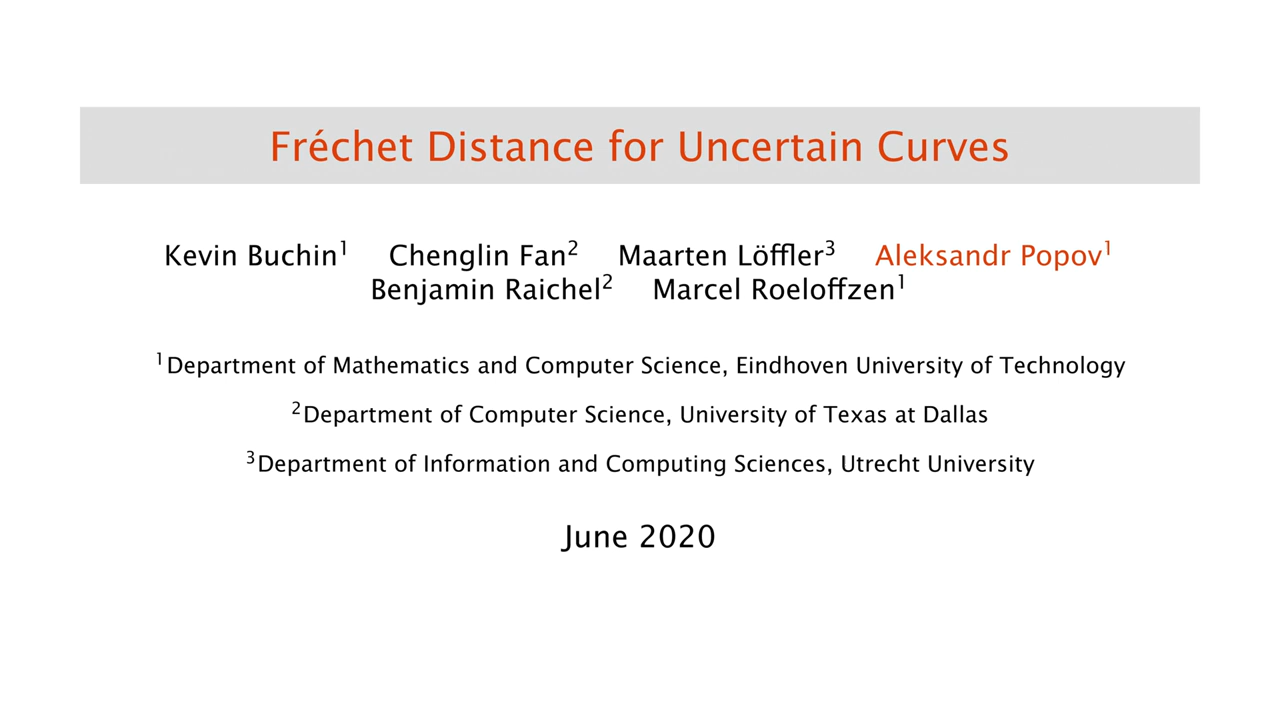 Fréchet Distance for Uncertain Curves
Kevin Buchin¹ Chenglin Fan² Maarten Löffler³ Aleksandr Popov¹
Benjamin Raichel² Marcel Roeloffzen¹
¹Department of Mathematics and Computer Science, Eindhoven University of Technology
²Department of Computer Science, University of Texas at Dallas
³Department of Information and Computing Sciences, Utrecht University
June 2020